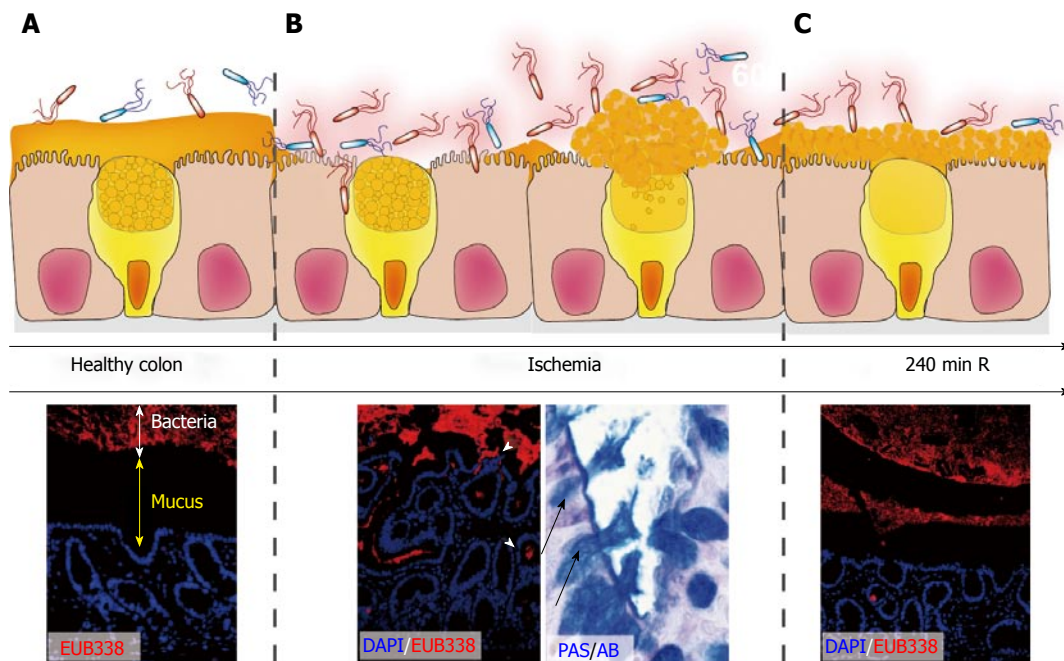 A
B
C
60
Healthy colon
Ischemia
240 min R
Bacteria
Mucus
EUB338
DAPI/EUB338
PAS/AB
DAPI/EUB338